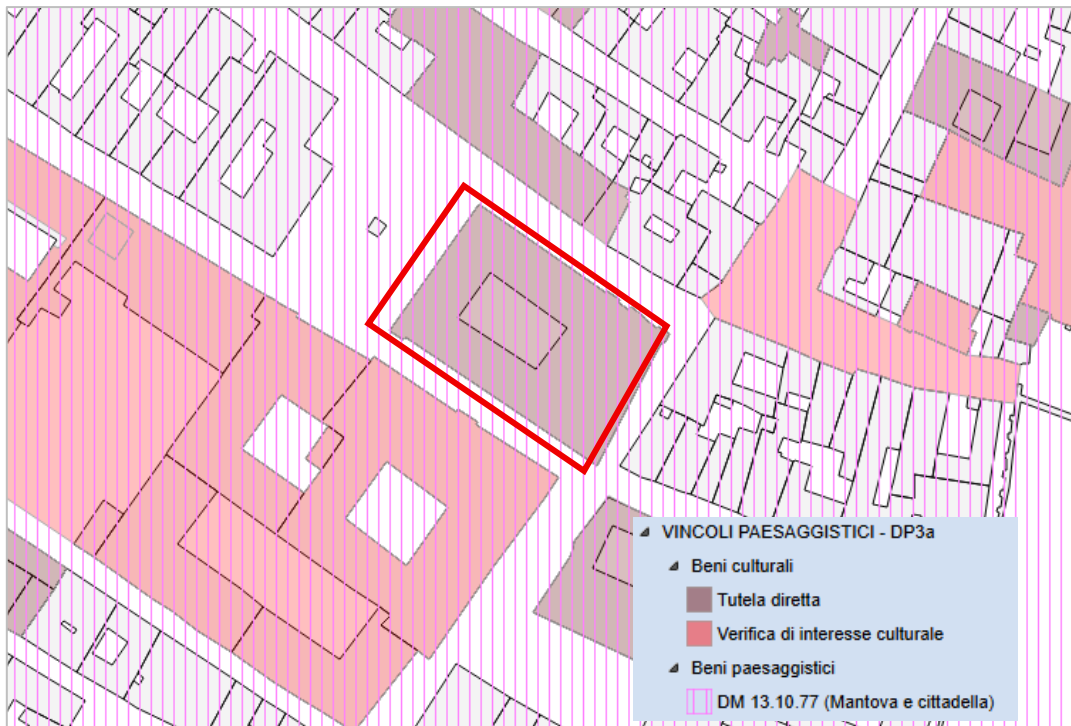 VINCOLI PAESAGGISTICI - DP3a
Beni culturali
Tutela diretta
Verifica di interesse culturale
Beni paesaggistici
DM 13.10.77 (Mantova e cittadella)